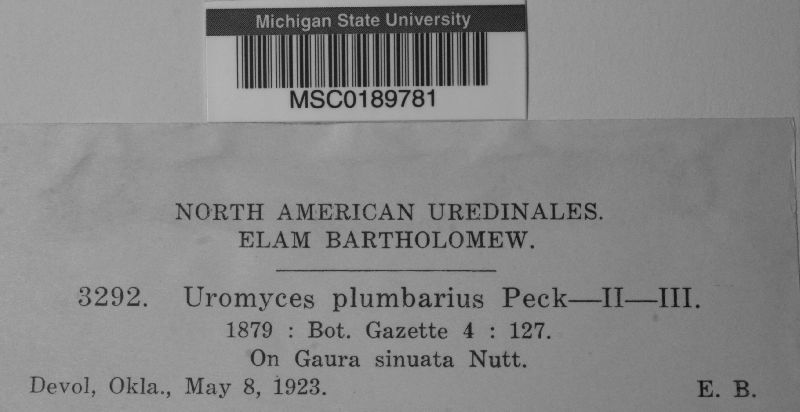 Michigan State University
MSC0189781
NORTH AMERICAN UREDINALES.
ELAM BARTHOLOMEW.
3292. Uromyces plumbarius Peck—II—III.
1879 : Bot. Gazette 4 : 127.
On Gaura sinuata Nutt.
Devol, Okla., May 8, 1923. E. B.